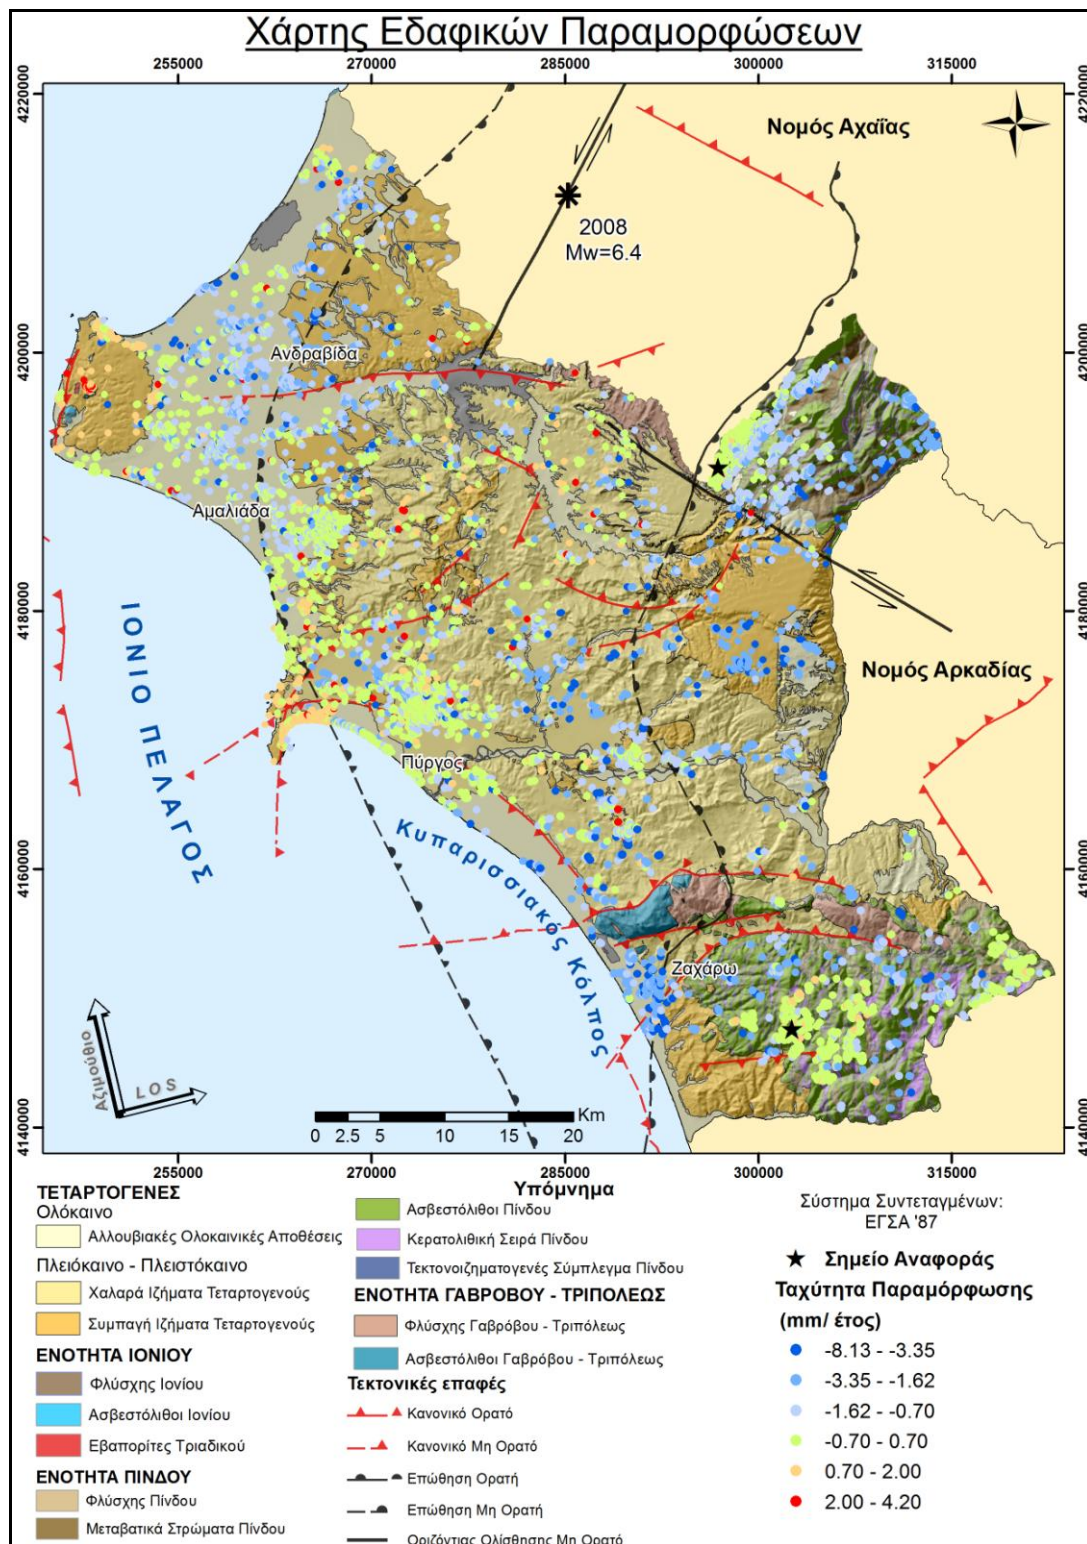 Χάρτης Εδαφικών Παραμορφώσεων
255000 270000 285000 300000 315000
4220000 4220000
Νομός Αχαΐας
2008
Mw=6.4
4200000 4200000
Ανδραβίδα
Αμαλιάδα
4180000 4180000
ΙΟΝΙΟ ΠΕΛΑΓΟΣ
Νομός Αρκαδίας
Πύργος
Κυπαρισσιακός Κόλπος
4160000 4160000
Ζαχάρω
Αζιμούθιο
LOS
Km
0 2.5 5 10 15 20
4140000 4140000
255000 270000 285000 300000 315000
Υπόμνημα
ΤΕΤΑΡΤΟΓΕΝΕΣ
Ολόκαινο
Αλλουβιακές Ολοκαινικές Αποθέσεις
Πλειόκαινο - Πλειστόκαινο
Χαλαρά Ιζήματα Τεταρτογενούς
Συμπαγή Ιζήματα Τεταρτογενούς
ΕΝΟΤΗΤΑ ΙΟΝΙΟΥ
Φλύσχης Ιονίου
Ασβεστόλιθοι Ιονίου
Εβαπορίτες Τριαδικού
ΕΝΟΤΗΤΑ ΠΙΝΔΟΥ
Φλύσχης Πίνδου
Μεταβατικά Στρώματα Πίνδου
Ασβεστόλιθοι Πίνδου
Κερατολιθική Σειρά Πίνδου
Τεκτονοιζηματογενές Σύμπλεγμα Πίνδου
ΕΝΟΤΗΤΑ ΓΑΒΡΟΒΟΥ - ΤΡΙΠΟΛΕΩΣ
Φλύσχης Γαβρόβου - Τριπόλεως
Ασβεστόλιθοι Γαβρόβου - Τριπόλεως
Τεκτονικές επαφές
Κανονικό Ορατό
Κανονικό Μη Ορατό
Επώθηση Ορατή
Επώθηση Μη Ορατή
Οριζόντιας Ολίσθησης Μη Ορατό
Σύστημα Συντεταγμένων:
ΕΓΣΑ '87
Σημείο Αναφοράς
Ταχύτητα Παραμόρφωσης
(mm/ έτος)
-8.13 - -3.35
-3.35 - -1.62
-1.62 - -0.70
-0.70 - 0.70
0.70 - 2.00
2.00 - 4.20